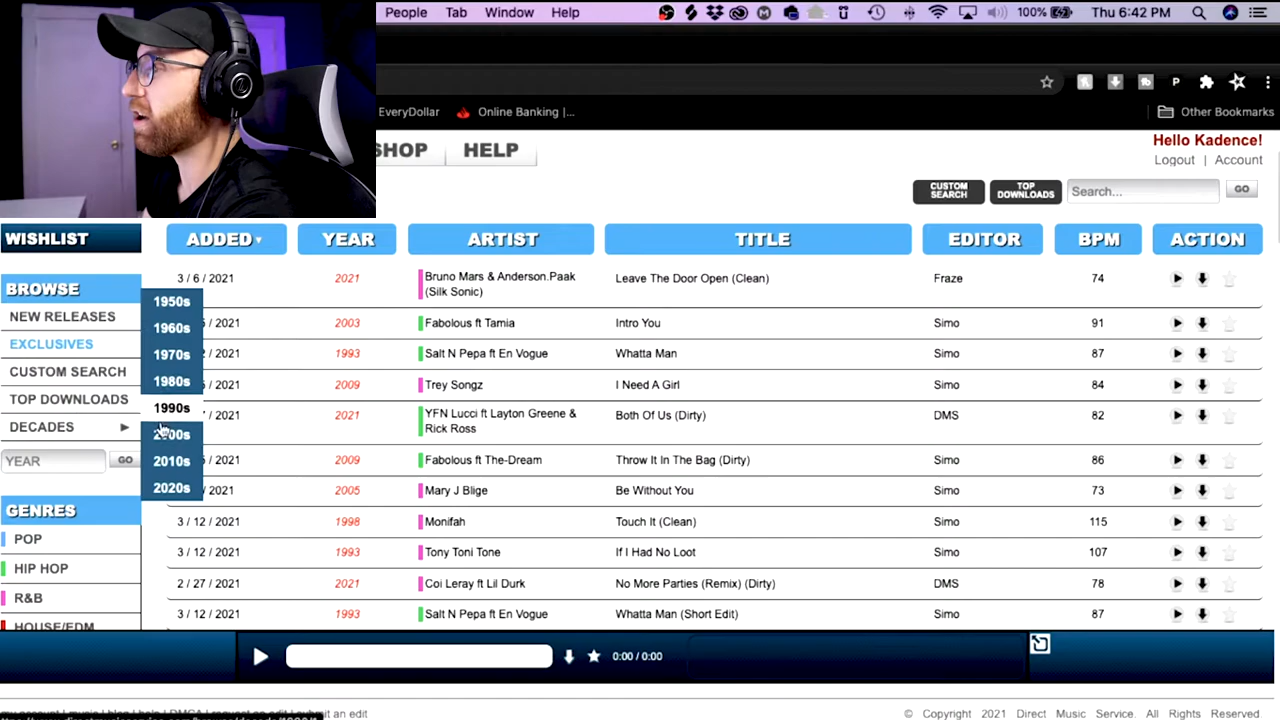 People Tab Window Help 100% Thu 6:42 PM
EveryDollar Online Banking |... Other Bookmarks
Hello Kadence!
SHOP HELP
Logout | Account
CUSTOM SEARCH TOP DOWNLOADS Search... GO
WISHLIST ADDED YEAR ARTIST TITLE EDITOR BPM ACTION
3 / 6 / 2021 2021 Bruno Mars & Anderson.Paak (Silk Sonic) Leave The Door Open (Clean) Fraze 74
/ 2021 2003 Fabolous ft Tamia Intro You Simo 91
/ 2021 1993 Salt N Pepa ft En Vogue Whatta Man Simo 87
/ 2021 2009 Trey Songz I Need A Girl Simo 84
/ 2021 2021 YFN Lucci ft Layton Greene & Rick Ross Both Of Us (Dirty) DMS 82
/ 2021 2009 Fabolous ft The-Dream Throw It In The Bag (Dirty) Simo 86
/ 2021 2005 Mary J Blige Be Without You Simo 73
3 / 12 / 2021 1998 Monifah Touch It (Clean) Simo 115
3 / 12 / 2021 1993 Tony Toni Tone If I Had No Loot Simo 107
2 / 27 / 2021 2021 Coi Leray ft Lil Durk No More Parties (Remix) (Dirty) DMS 78
3 / 12 / 2021 1993 Salt N Pepa ft En Vogue Whatta Man (Short Edit) Simo 87
BROWSE
NEW RELEASES
EXCLUSIVES
CUSTOM SEARCH
TOP DOWNLOADS
DECADES
YEAR GO
1950s
1960s
1970s
1980s
1990s
2000s
2010s
2020s
GENRES
POP
HIP HOP
R&B
HOUSE/EDM
0:00 / 0:00
© Copyright 2021 Direct Music Service. All Rights Reserved.